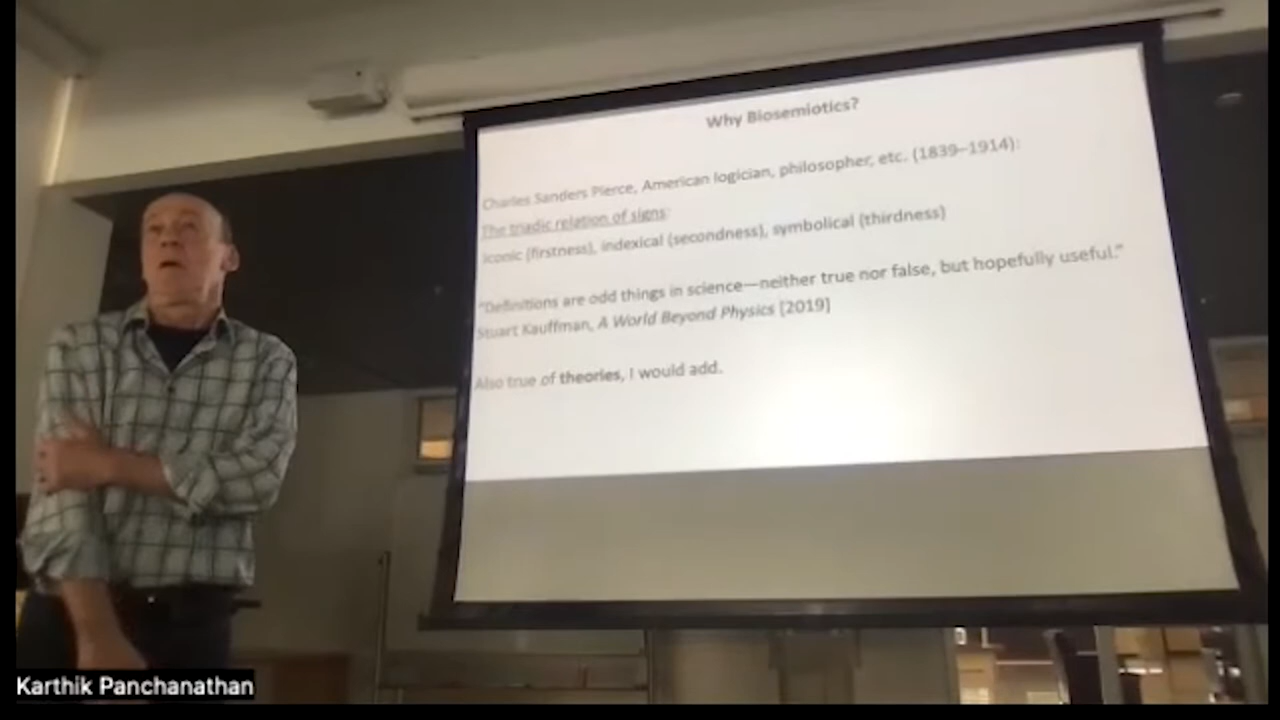 Why Biosemiotics?
Charles Sanders Pierce, American logician, philosopher, etc. (1839–1914):
The triadic relation of signs:
iconic (firstness), indexical (secondness), symbolical (thirdness)
"Definitions are odd things in science—neither true nor false, but hopefully useful."
Stuart Kauffman, A World Beyond Physics [2019]
Also true of theories, I would add.
Karthik Panchanathan